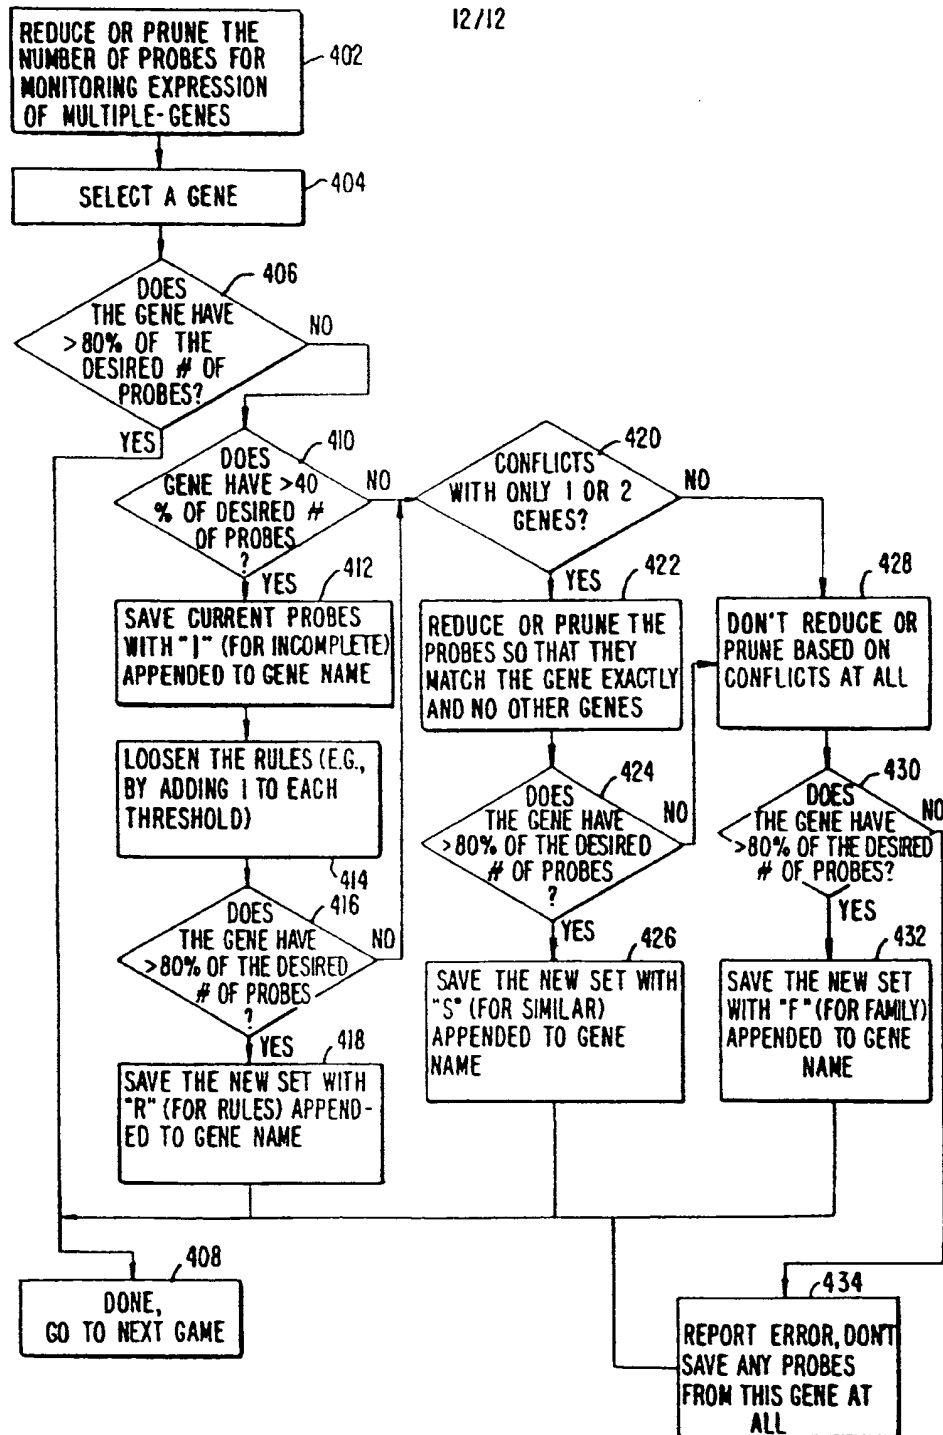 12/12
REDUCE OR PRUNE THE
NUMBER OF PROBES FOR
MONITORING EXPRESSION
OF MULTIPLE-GENES
402
SELECT A GENE
404
406
DOES
THE GENE HAVE
>80% OF THE
DESIRED # OF
PROBES?
NO
YES
410
DOES
GENE HAVE >40
% OF DESIRED #
OF PROBES
?
NO
YES
412
SAVE CURRENT PROBES
WITH "I" (FOR INCOMPLETE)
APPENDED TO GENE NAME
LOOSEN THE RULES (E.G.,
BY ADDING 1 TO EACH
THRESHOLD)
414
416
DOES
THE GENE HAVE
>80% OF THE DESIRED
# OF PROBES
?
NO
YES
418
SAVE THE NEW SET WITH
"R" (FOR RULES) APPEND-
ED TO GENE NAME
420
CONFLICTS
WITH ONLY 1 OR 2
GENES?
NO
YES
422
REDUCE OR PRUNE THE
PROBES SO THAT THEY
MATCH THE GENE EXACTLY
AND NO OTHER GENES
424
DOES
THE GENE HAVE
>80% OF THE DESIRED
# OF PROBES
?
NO
YES
426
SAVE THE NEW SET WITH
"S" (FOR SIMILAR)
APPENDED TO GENE
NAME
428
DON'T REDUCE OR
PRUNE BASED ON
CONFLICTS AT ALL
430
DOES
THE GENE HAVE
>80% OF THE DESIRED
# OF PROBES?
NO
YES
432
SAVE THE NEW SET
WITH "F" (FOR FAMILY)
APPENDED TO GENE
NAME
408
DONE,
GO TO NEXT GAME
434
REPORT ERROR, DON'T
SAVE ANY PROBES
FROM THIS GENE AT
ALL